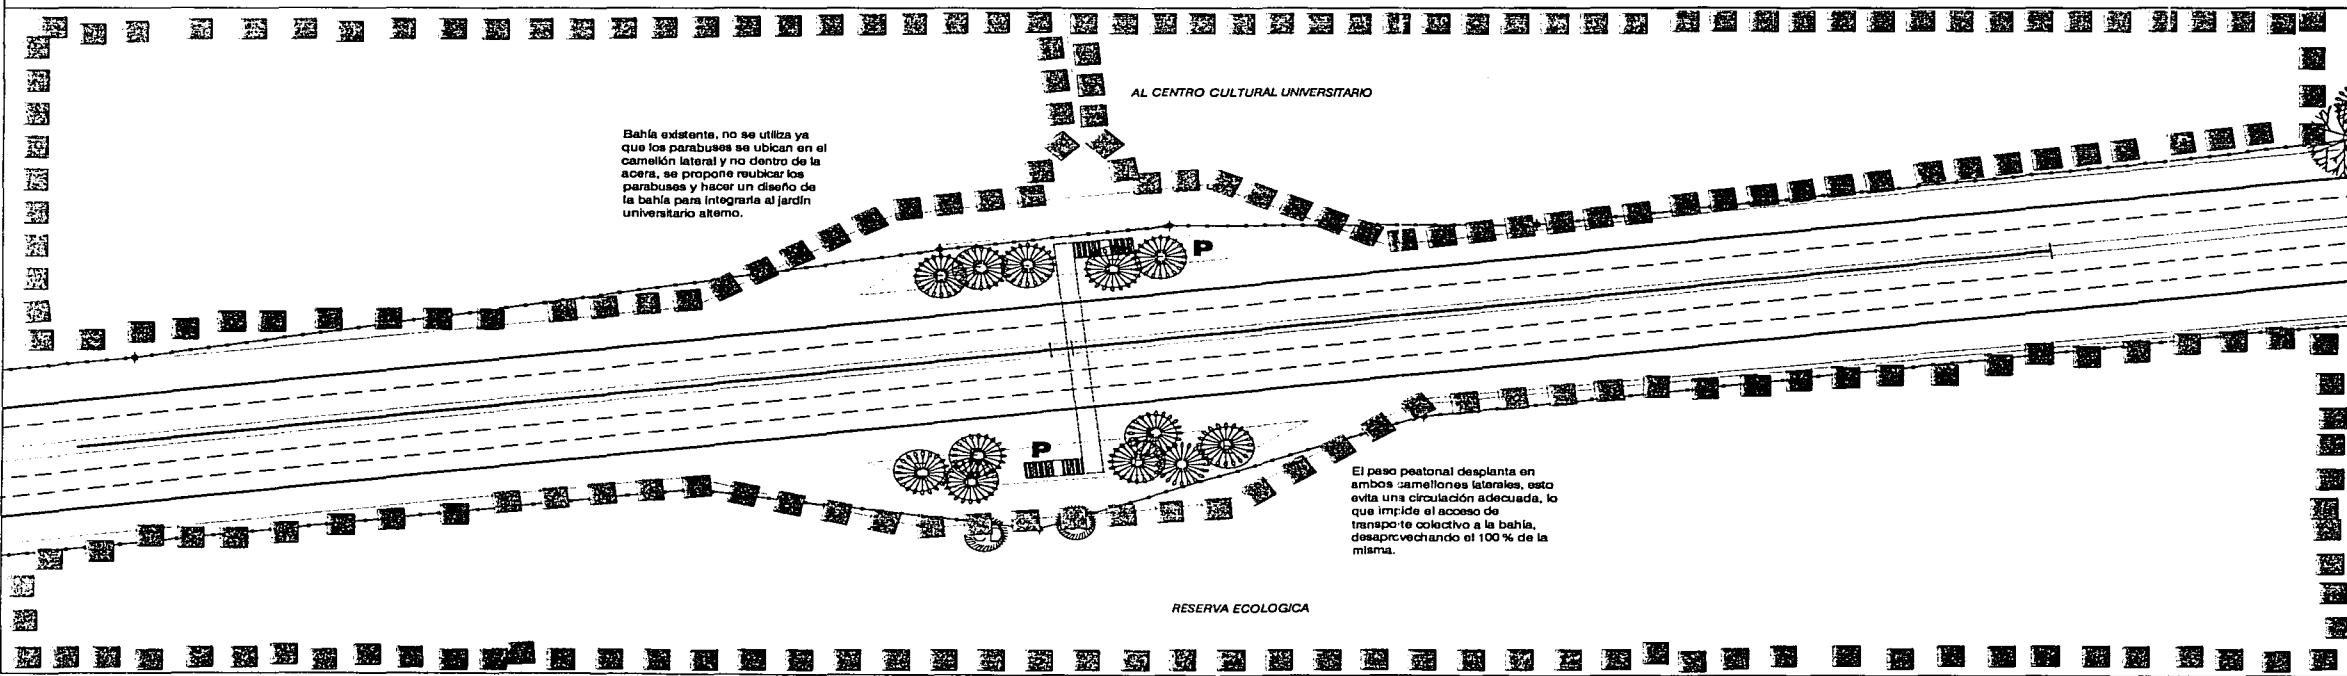 AL CENTRO CULTURAL UNIVERSITARIO
Bahía existente, no se utiliza ya
que los parabuses se ubican en el
camellón lateral y no dentro de la
acera, se propone reubicar los
parabuses y hacer un diseño de
la bahía para integrarla al jardín
universitario alterno.
P
P
El paso peatonal desplanta en
ambos camellones laterales, esto
evita una circulación adecuada, lo
que impide el acceso de
transporte colectivo a la bahía,
desaprovechando el 100 % de la
misma.
RESERVA ECOLOGICA